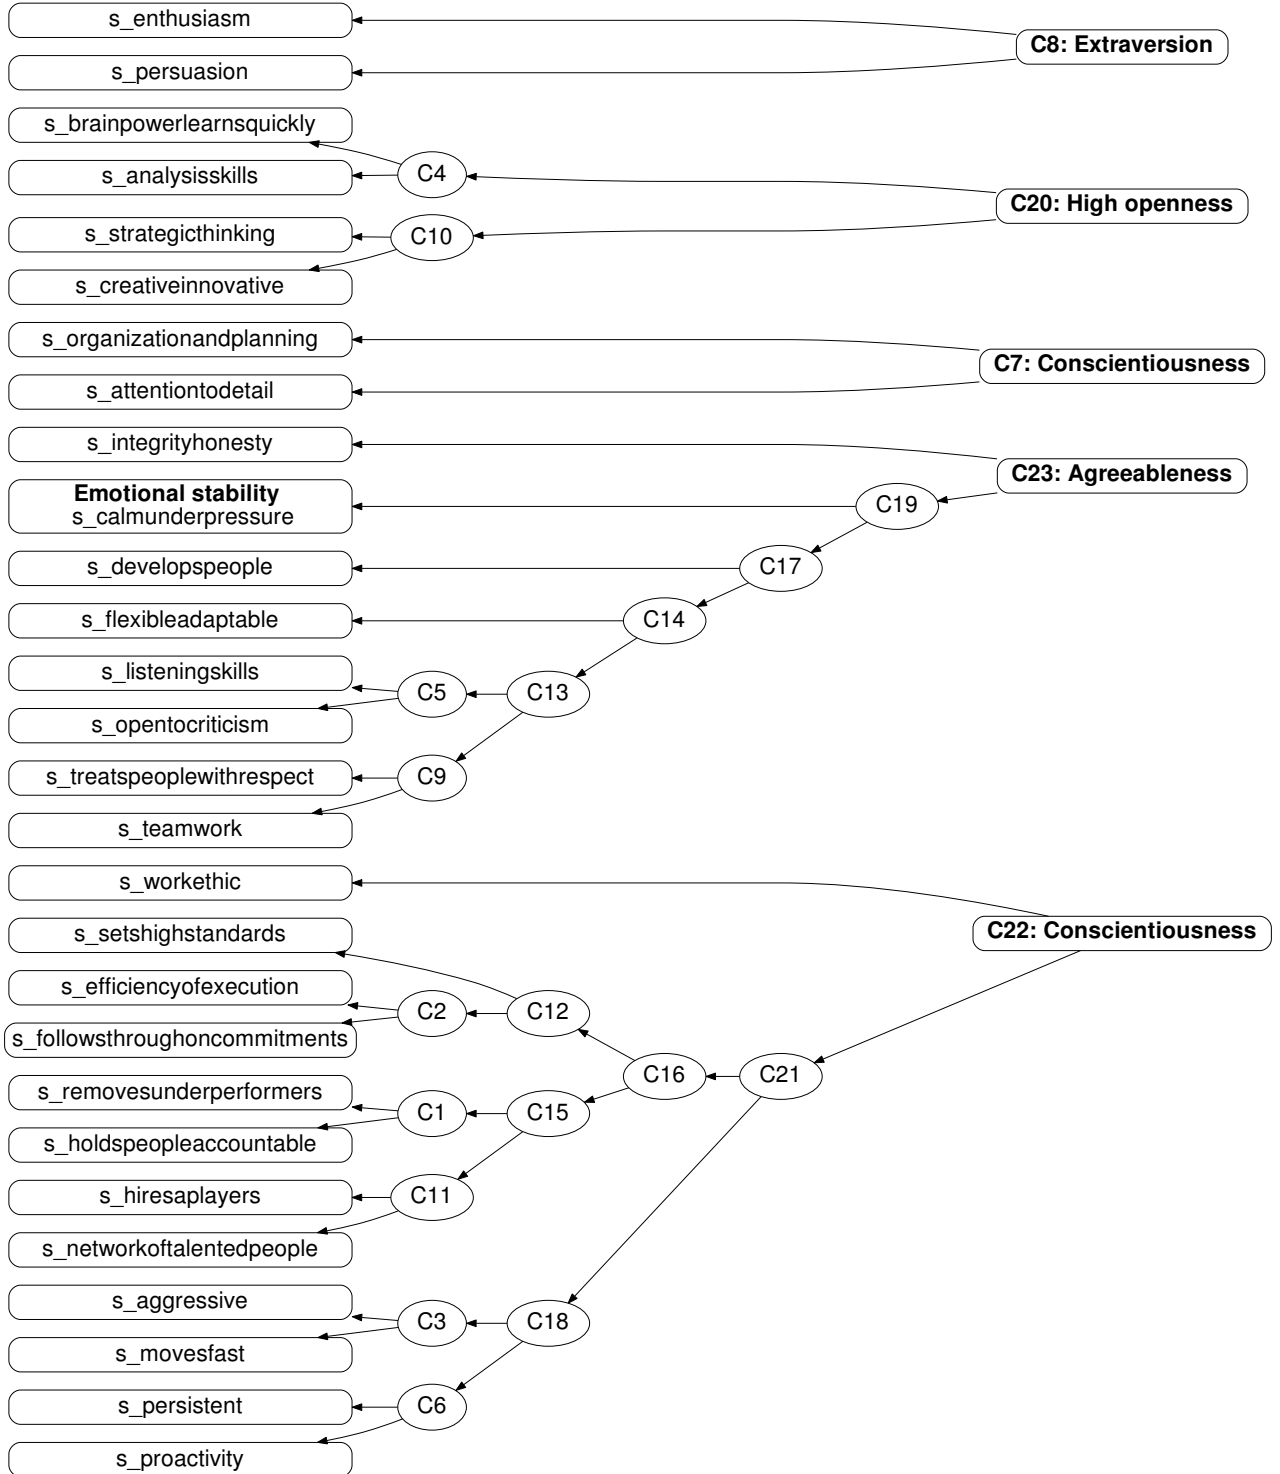 s_enthusiasm
C8: Extraversion
s_persuasion
s_brainpowerlearnsquickly
s_analysisskills
C4
C20: High openness
s_strategicthinking
C10
s_creativeinnovative
s_organizationandplanning
C7: Conscientiousness
s_attentiontodetail
s_integrityhonesty
C23: Agreeableness
Emotional stability
s_calmunderpressure
C19
s_developspeople
C17
s_flexibleadaptable
C14
s_listeningskills
C5
C13
s_opentocriticism
s_treatspeoplewithrespect
C9
s_teamwork
s_workethic
s_setshighstandards
C22: Conscientiousness
s_efficiencyofexecution
C2
C12
s_followsthroughoncommitments
C16
C21
s_removesunderperformers
C1
C15
s_holdspeopleaccountable
s_hiresaplayers
C11
s_networkoftalentedpeople
s_aggressive
C3
C18
s_movesfast
s_persistent
C6
s_proactivity